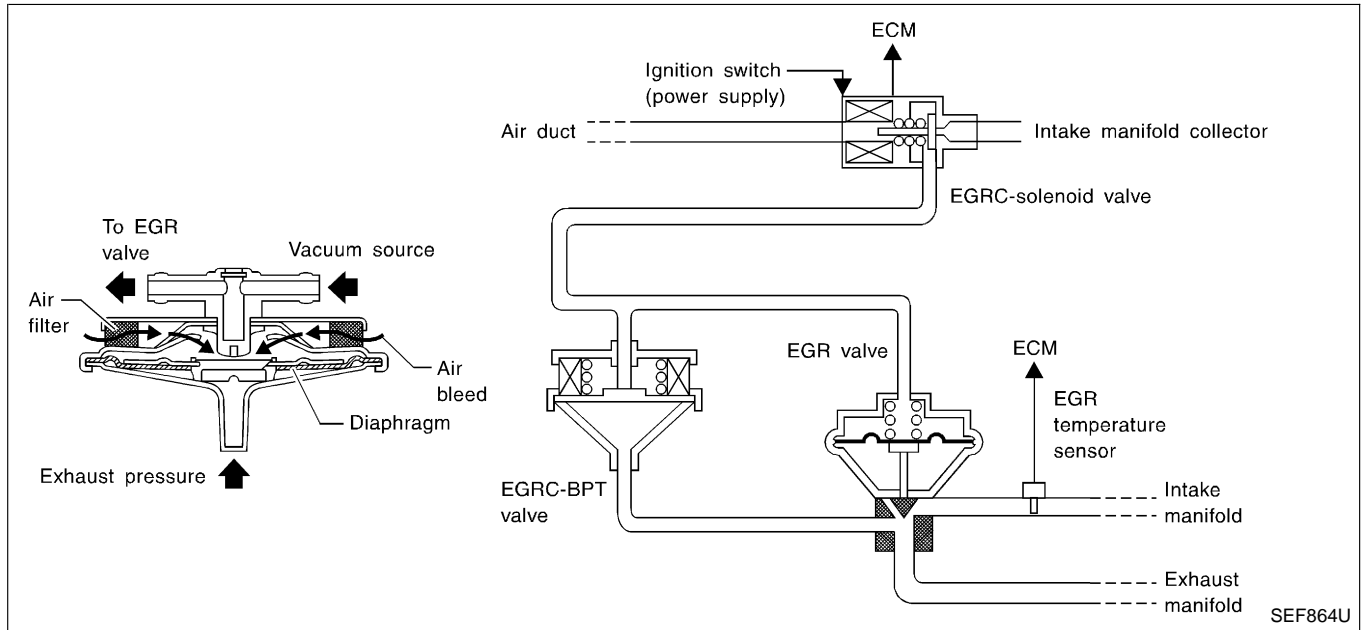 ECM
Ignition switch
(power supply)
Air duct
Intake manifold collector
EGRC-solenoid valve
To EGR
valve
Vacuum source
Air
filter
Air
bleed
Diaphragm
Exhaust pressure
EGR valve
ECM
EGR
temperature
sensor
EGRC-BPT
valve
Intake
manifold
Exhaust
manifold
SEF864U